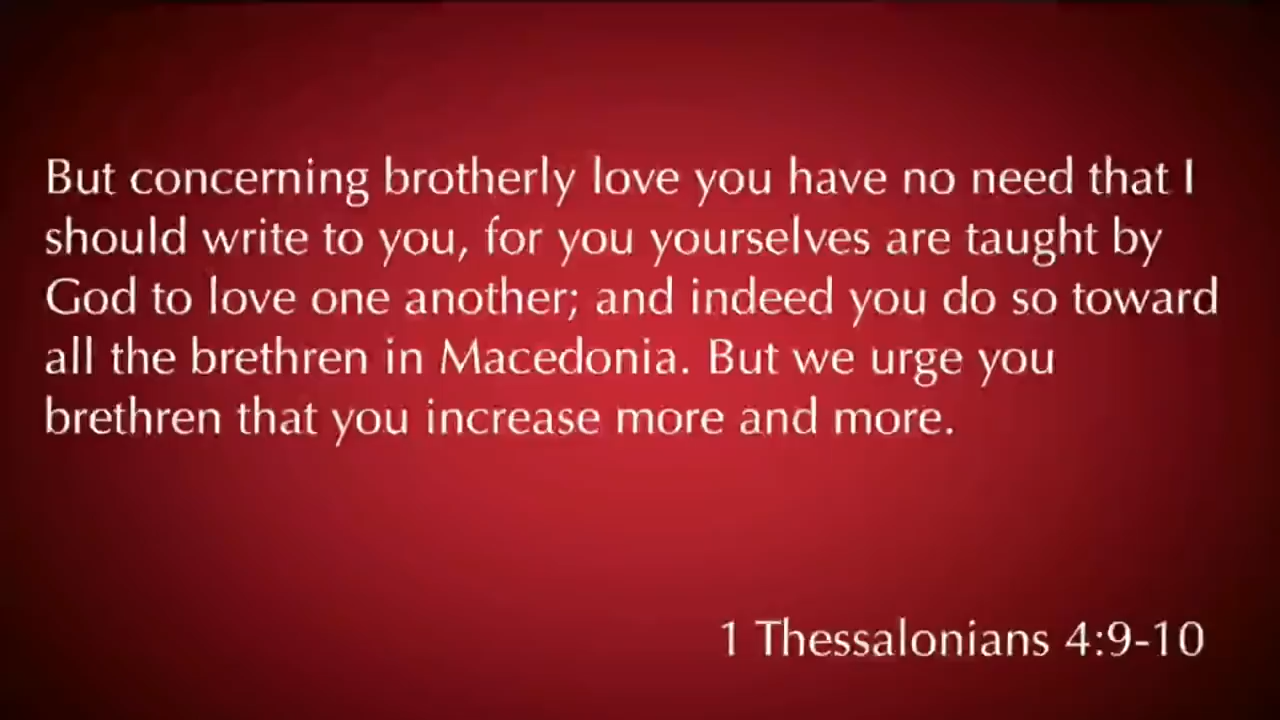 But concerning brotherly love you have no need that I
should write to you, for you yourselves are taught by
God to love one another; and indeed you do so toward
all the brethren in Macedonia. But we urge you
brethren that you increase more and more.
1 Thessalonians 4:9-10